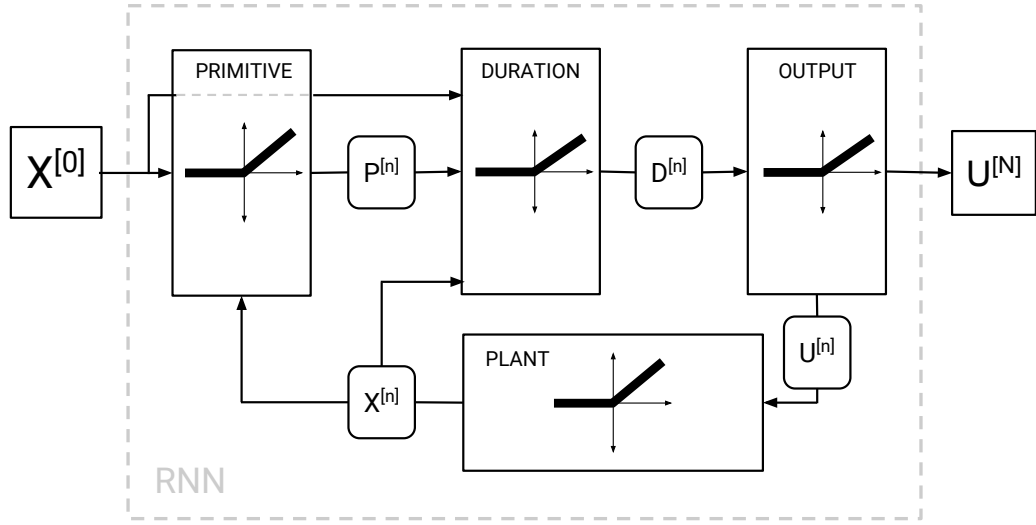 PRIMITIVE
DURATION
OUTPUT
X[0]
P[n]
D[n]
U[N]
U[n]
PLANT
X[n]
RNN